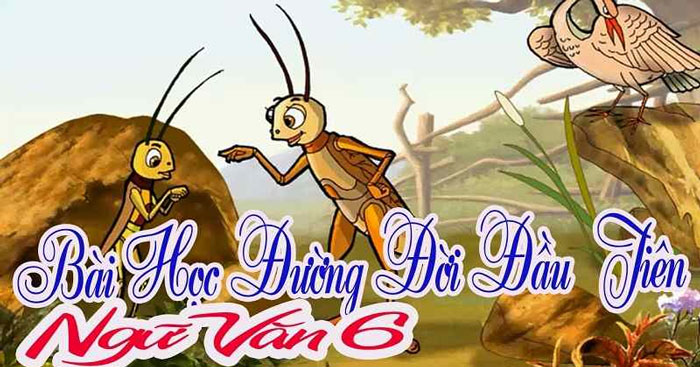 Bài Học Đường Đời Đầu Tiên
Ngữ Văn 6